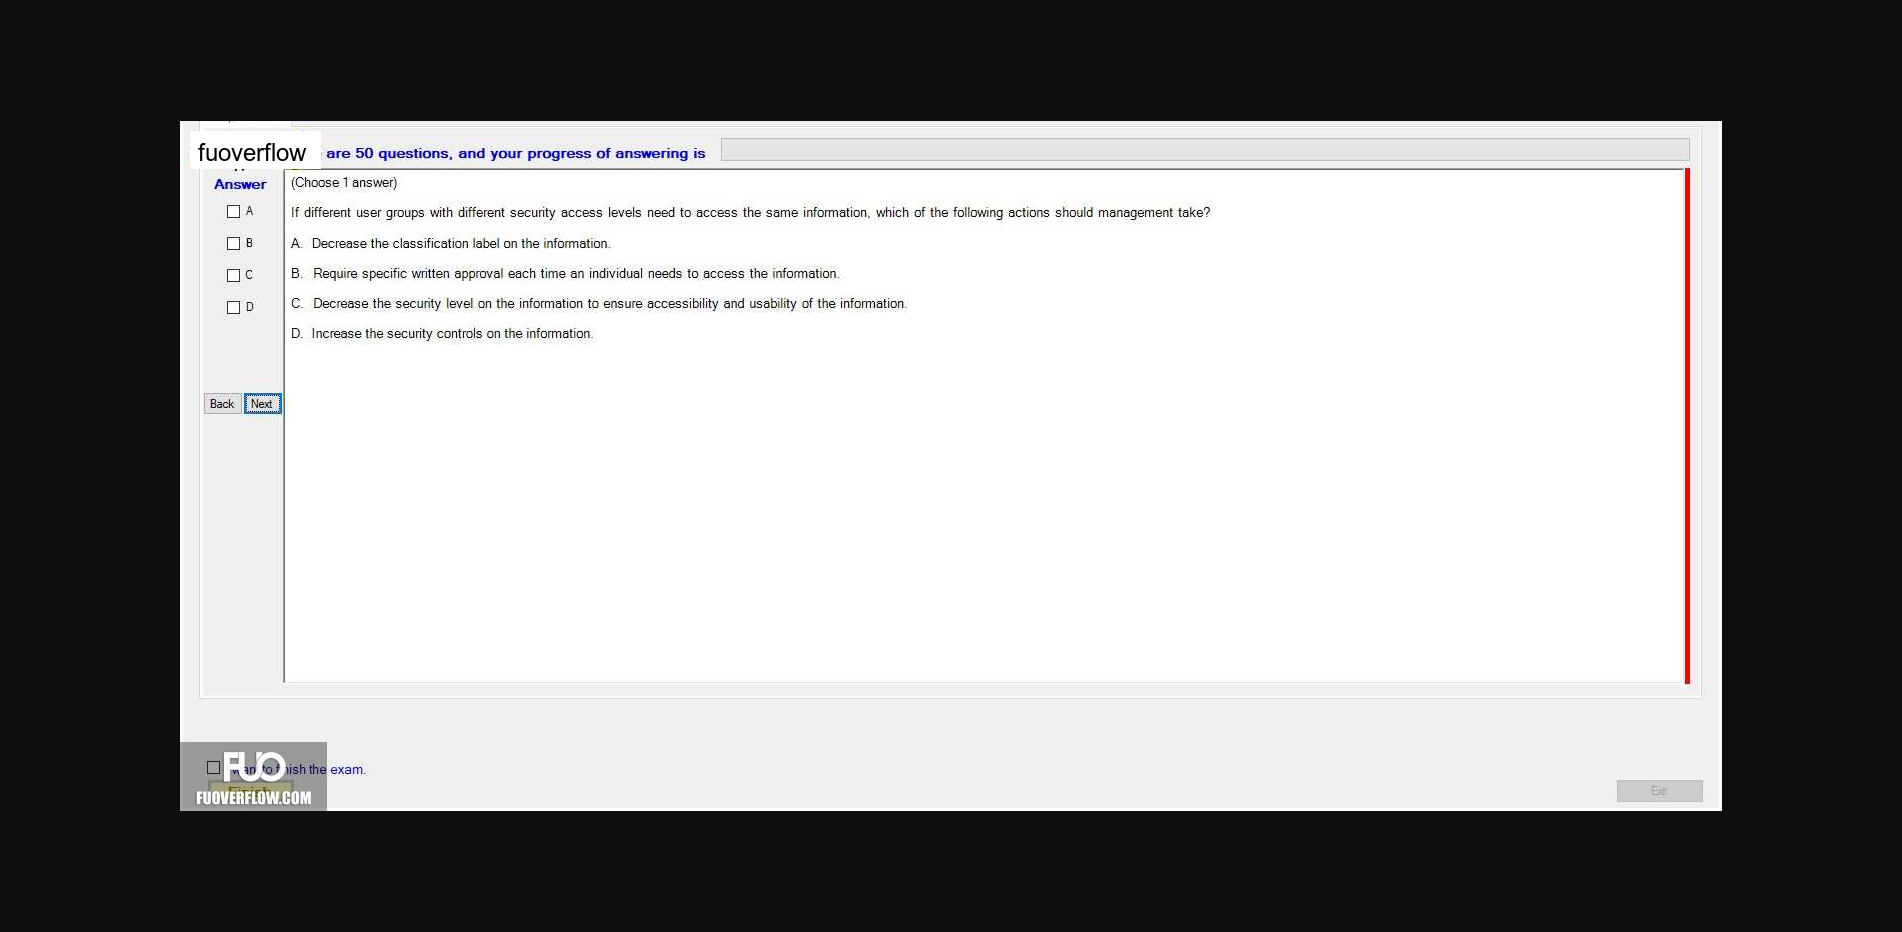 fuoverflow are 50 questions, and your progress of answering is
Answer
(Choose 1 answer)
A
If different user groups with different security access levels need to access the same information, which of the following actions should management take?
B
A. Decrease the classification label on the information.
C
B. Require specific written approval each time an individual needs to access the information.
D
C. Decrease the security level on the information to ensure accessibility and usability of the information.
D. Increase the security controls on the information.
Back Next
FUO
to finish the exam.
Finish
FUOVERFLOW.COM
Exit